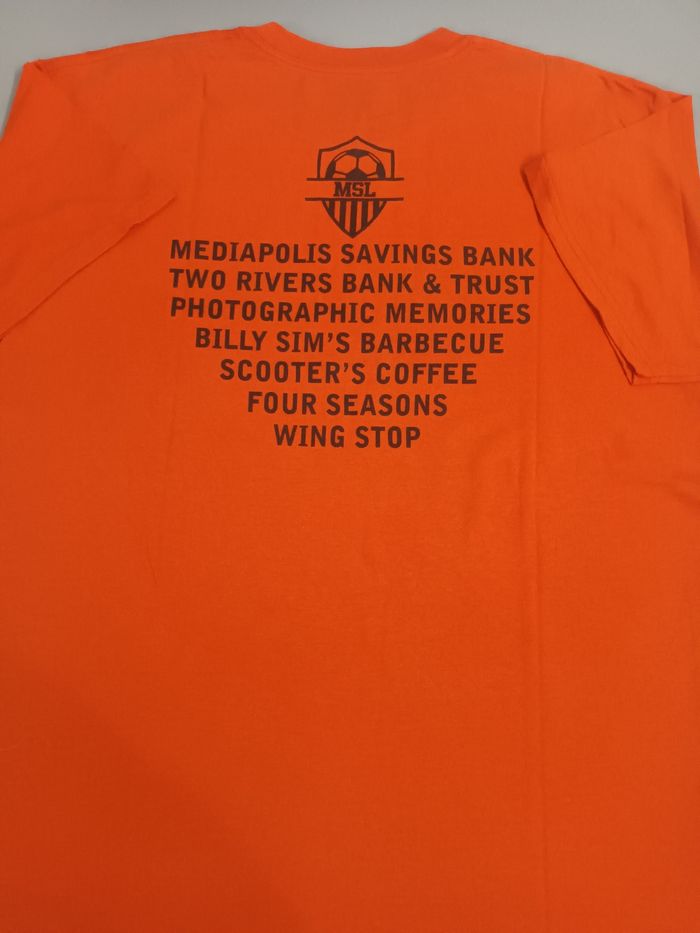 MSL
MEDIAPOLIS SAVINGS BANK
TWO RIVERS BANK & TRUST
PHOTOGRAPHIC MEMORIES
BILLY SIM'S BARBECUE
SCOOTER'S COFFEE
FOUR SEASONS
WING STOP